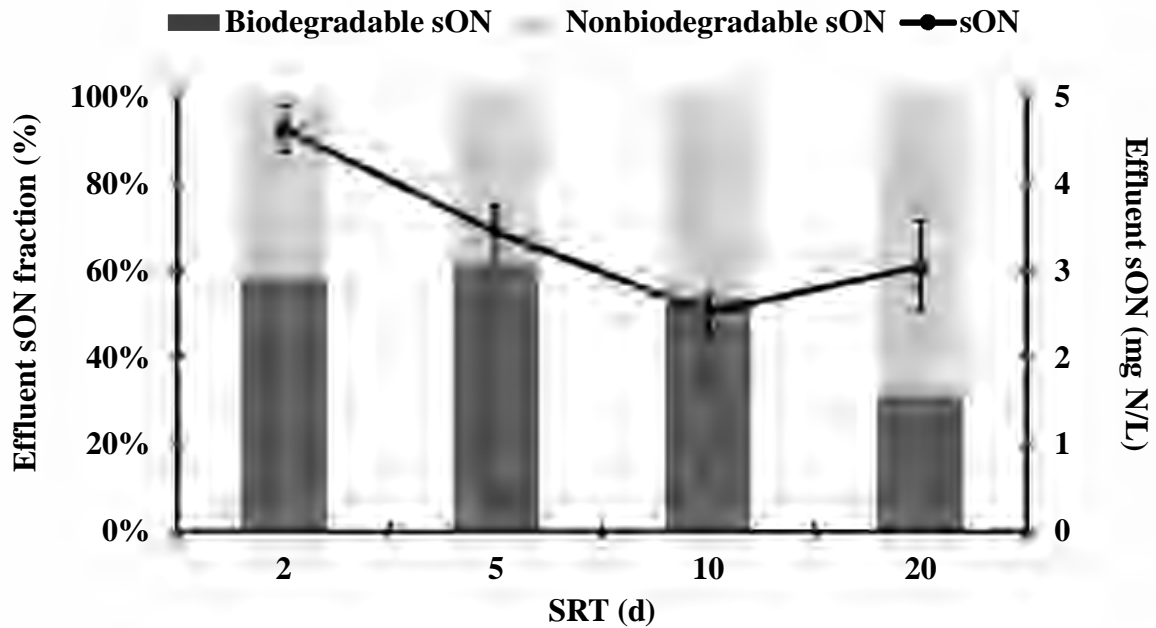 Biodegradable sON Nonbiodegradable sON sON
Effluent sON fraction (%)
100%
80%
60%
40%
20%
0%
5
4
3
2
1
0
Effluent sON (mg N/L)
2 5 10 20
SRT (d)